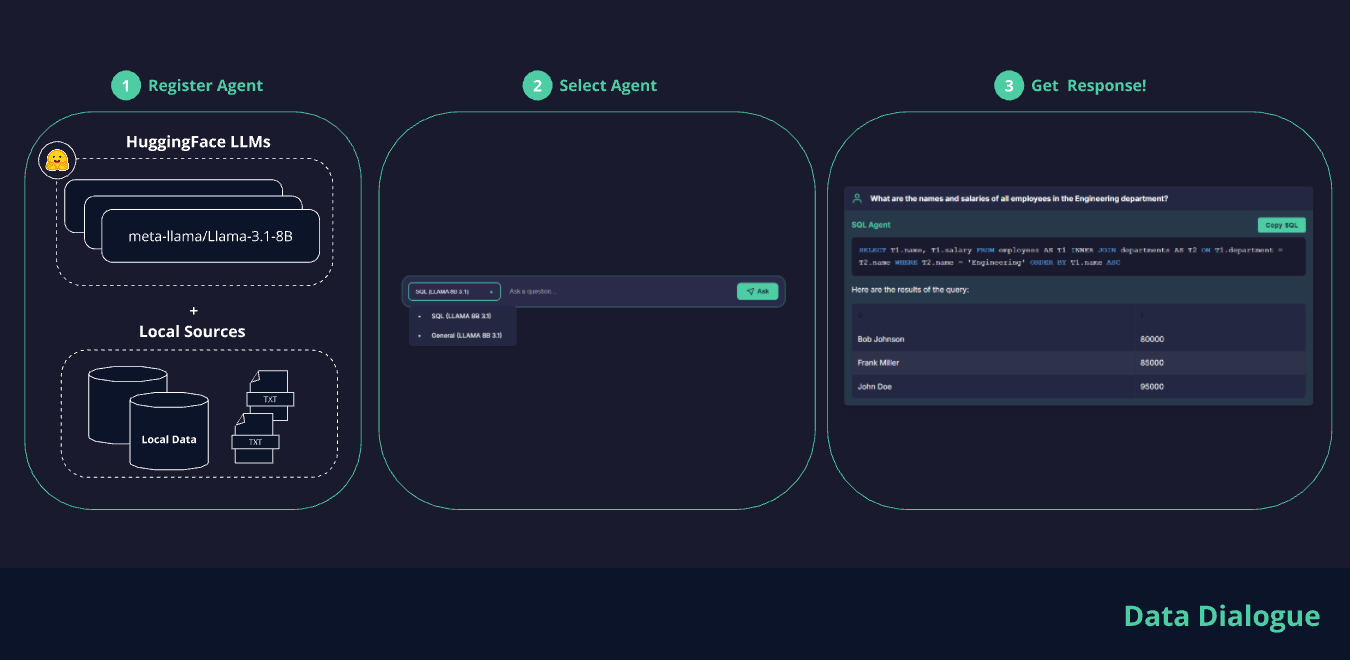 1 Register Agent
HuggingFace LLMs
meta-llama/Llama-3.1-8B
+
Local Sources
Local Data
TXT
TXT
2 Select Agent
SQL (LLAMA 8B 3.1)
Ask a question...
Ask
SQL (LLAMA 8B 3.1)
General (LLAMA 8B 3.1)
3 Get Response!
What are the names and salaries of all employees in the Engineering department?
SQL Agent
Copy SQL
SELECT T1.name, T1.salary FROM employees AS T1 INNER JOIN departments AS T2 ON T1.department =
T2.name WHERE T2.name = 'Engineering' ORDER BY T1.name ASC
Here are the results of the query:
Bob Johnson 80000
Frank Miller 85000
John Doe 95000
Data Dialogue